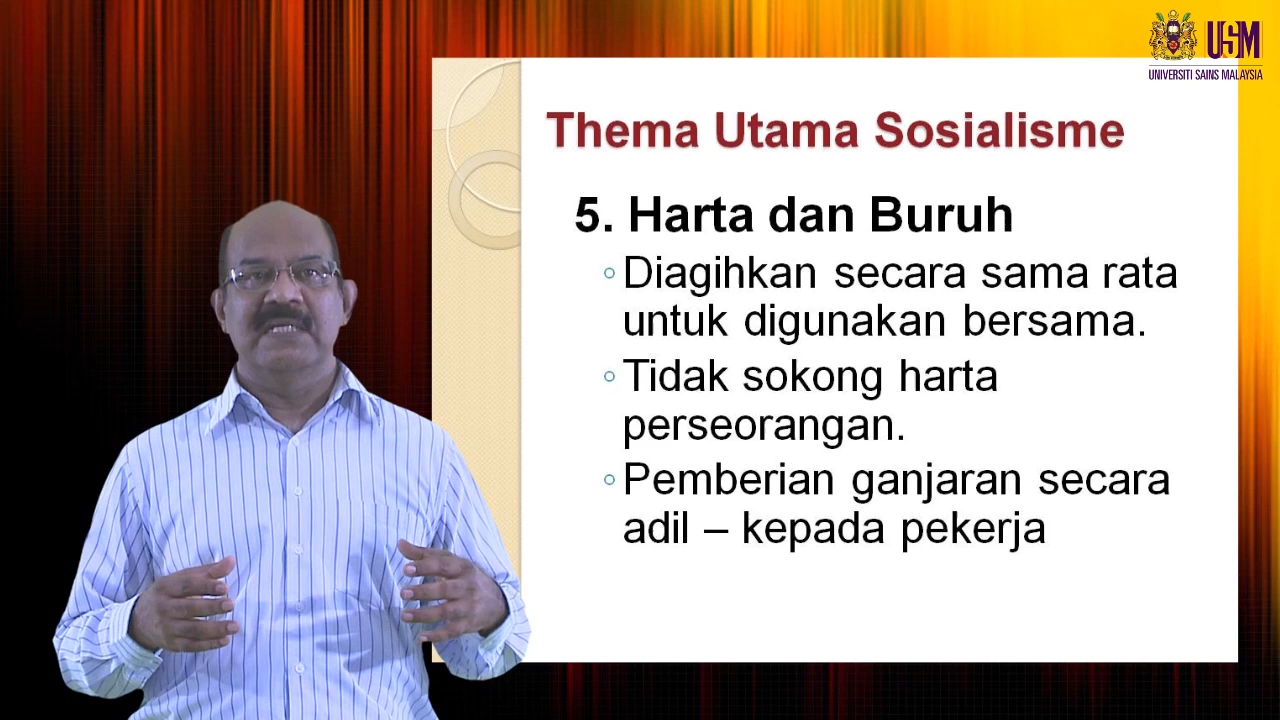 USM
UNIVERSITI SAINS MALAYSIA
Thema Utama Sosialisme
5. Harta dan Buruh
◦Diagihkan secara sama rata
untuk digunakan bersama.
◦Tidak sokong harta
perseorangan.
◦Pemberian ganjaran secara
adil – kepada pekerja